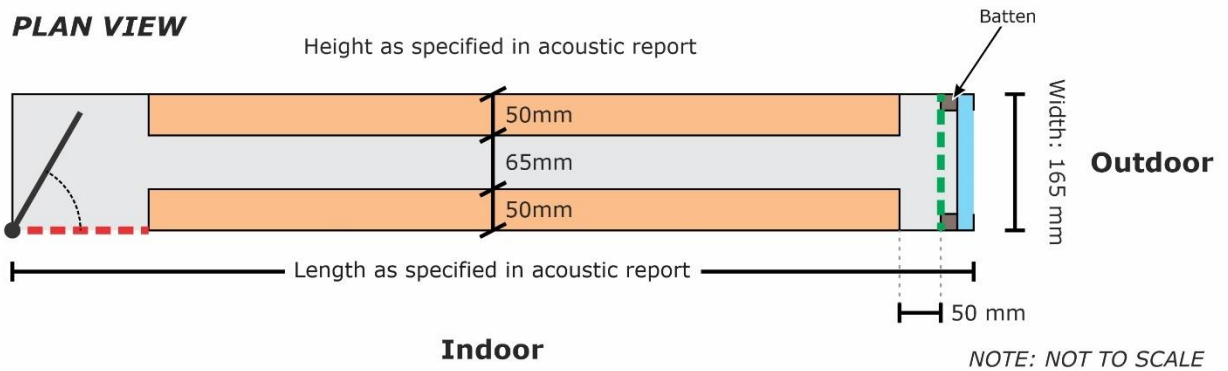 PLAN VIEW
Batten
Height as specified in acoustic report
50mm
65mm
50mm
Width: 165 mm
Outdoor
Length as specified in acoustic report
50 mm
Indoor
NOTE: NOT TO SCALE